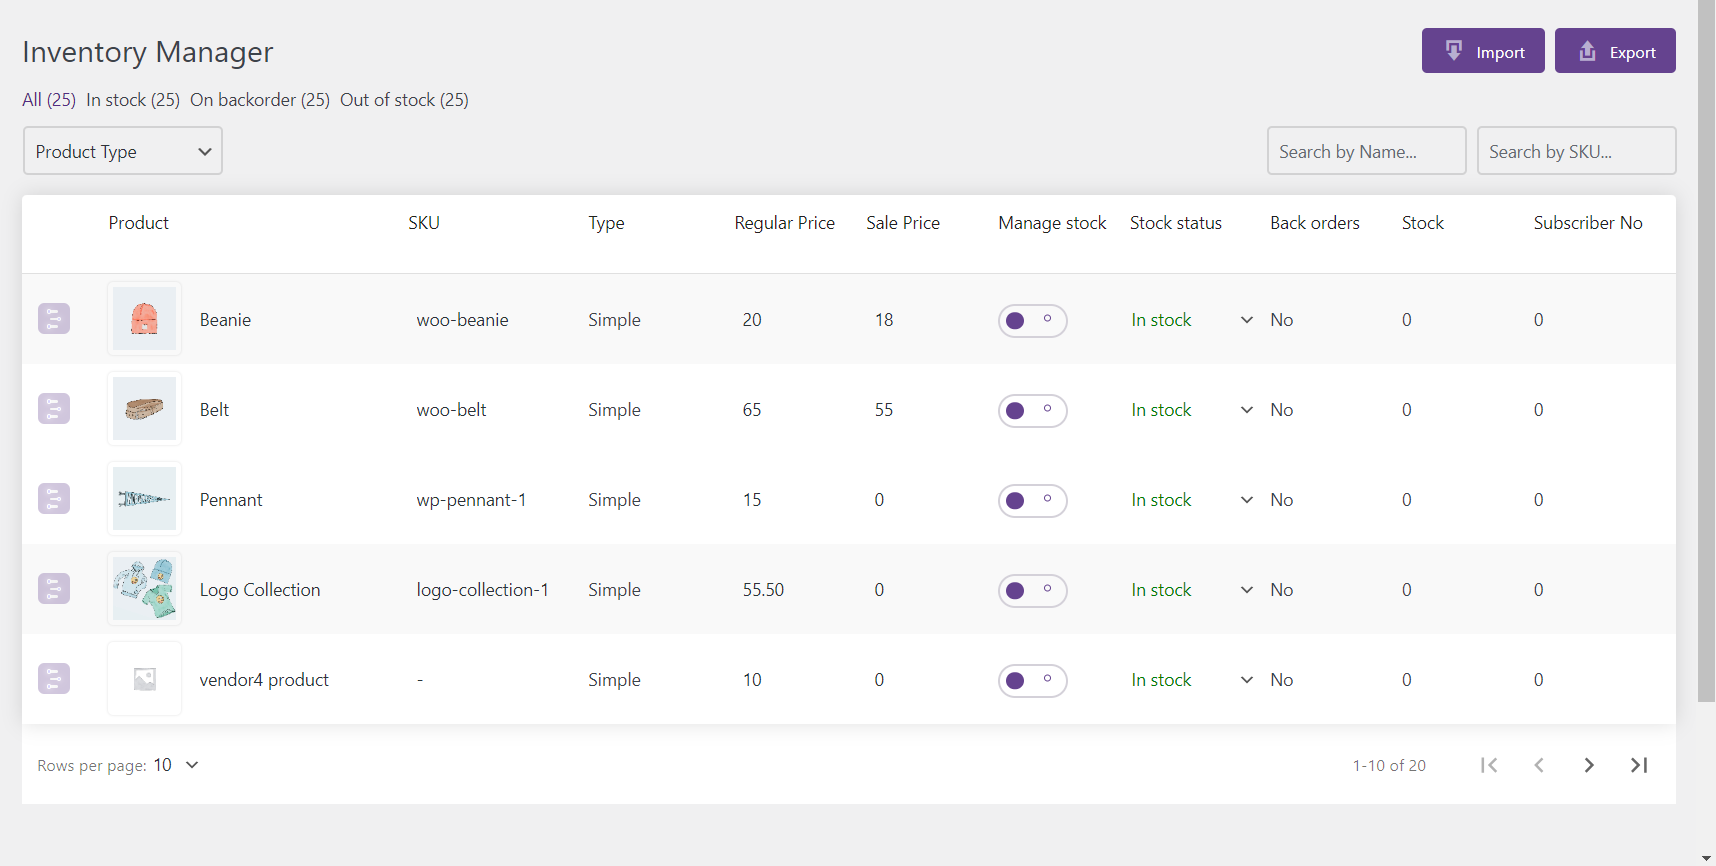 Inventory Manager
Import
Export
All (25) In stock (25) On backorder (25) Out of stock (25)
Product Type
Search by Name...
Search by SKU...
Product SKU Type Regular Price Sale Price Manage stock Stock status Back orders Stock Subscriber No
Beanie woo-beanie Simple 20 18 In stock No 0 0
Belt woo-belt Simple 65 55 In stock No 0 0
Pennant wp-pennant-1 Simple 15 0 In stock No 0 0
Logo Collection logo-collection-1 Simple 55.50 0 In stock No 0 0
vendor4 product - Simple 10 0 In stock No 0 0
Rows per page: 10 1-10 of 20